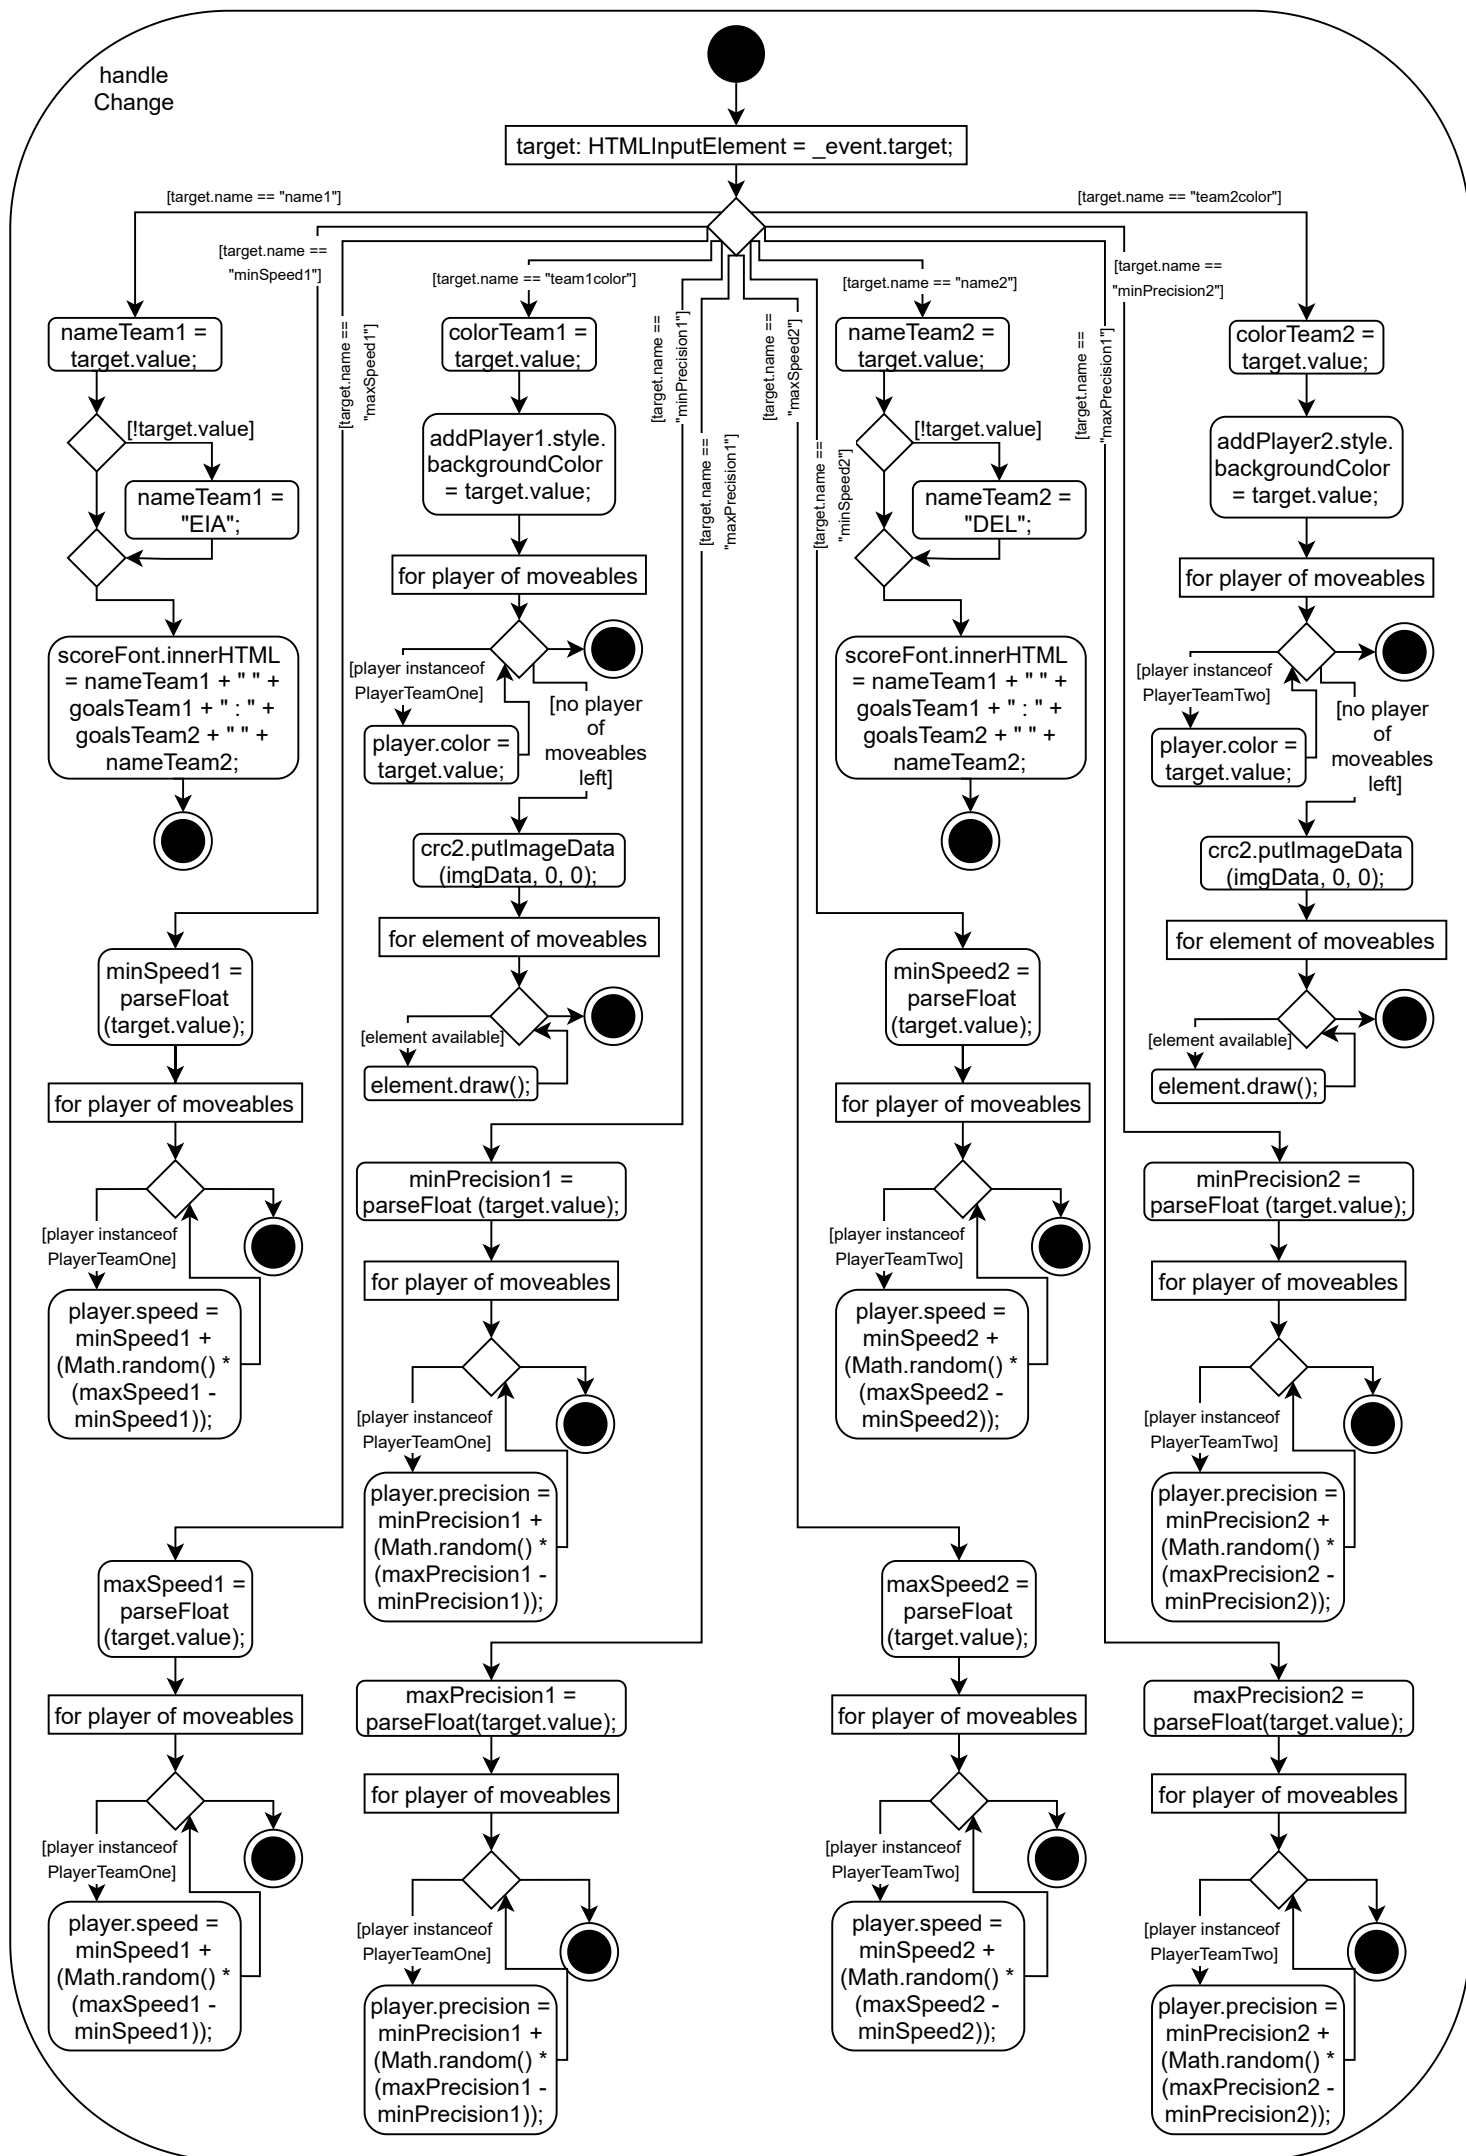 handle
Change
target: HTMLInputElement = _event.target;
[target.name == "name1"]
[target.name == "team2color"]
[target.name ==
"minSpeed1"]
[target.name == "team1color"]
[target.name == "name2"]
[target.name ==
"minPrecision2"]
[target.name ==
"maxSpeed1"]
[target.name ==
"minPrecision1"]
[target.name ==
"maxPrecision1"]
[target.name ==
"maxSpeed2"]
[target.name ==
"minSpeed2"]
[target.name ==
"maxPrecision1"]
nameTeam1 =
target.value;
[!target.value]
nameTeam1 =
"EIA";
scoreFont.innerHTML
= nameTeam1 + " " +
goalsTeam1 + " : " +
goalsTeam2 + " " +
nameTeam2;
colorTeam1 =
target.value;
addPlayer1.style.
backgroundColor
= target.value;
for player of moveables
[player instanceof
PlayerTeamOne]
player.color =
target.value;
[no player
of
moveables
left]
crc2.putImageData
(imgData, 0, 0);
for element of moveables
[element available]
element.draw();
nameTeam2 =
target.value;
[!target.value]
nameTeam2 =
"DEL";
scoreFont.innerHTML
= nameTeam1 + " " +
goalsTeam1 + " : " +
goalsTeam2 + " " +
nameTeam2;
colorTeam2 =
target.value;
addPlayer2.style.
backgroundColor
= target.value;
for player of moveables
[player instanceof
PlayerTeamTwo]
player.color =
target.value;
[no player
of
moveables
left]
crc2.putImageData
(imgData, 0, 0);
for element of moveables
[element available]
element.draw();
minSpeed1 =
parseFloat
(target.value);
for player of moveables
[player instanceof
PlayerTeamOne]
player.speed =
minSpeed1 +
(Math.random() *
(maxSpeed1 -
minSpeed1));
minPrecision1 =
parseFloat (target.value);
for player of moveables
[player instanceof
PlayerTeamOne]
player.precision =
minPrecision1 +
(Math.random() *
(maxPrecision1 -
minPrecision1));
minSpeed2 =
parseFloat
(target.value);
for player of moveables
[player instanceof
PlayerTeamTwo]
player.speed =
minSpeed2 +
(Math.random() *
(maxSpeed2 -
minSpeed2));
minPrecision2 =
parseFloat (target.value);
for player of moveables
[player instanceof
PlayerTeamTwo]
player.precision =
minPrecision2 +
(Math.random() *
(maxPrecision2 -
minPrecision2));
maxSpeed1 =
parseFloat
(target.value);
for player of moveables
[player instanceof
PlayerTeamOne]
player.speed =
minSpeed1 +
(Math.random() *
(maxSpeed1 -
minSpeed1));
maxPrecision1 =
parseFloat(target.value);
for player of moveables
[player instanceof
PlayerTeamOne]
player.precision =
minPrecision1 +
(Math.random() *
(maxPrecision1 -
minPrecision1));
maxSpeed2 =
parseFloat
(target.value);
for player of moveables
[player instanceof
PlayerTeamTwo]
player.speed =
minSpeed2 +
(Math.random() *
(maxSpeed2 -
minSpeed2));
maxPrecision2 =
parseFloat(target.value);
for player of moveables
[player instanceof
PlayerTeamTwo]
player.precision =
minPrecision2 +
(Math.random() *
(maxPrecision2 -
minPrecision2));